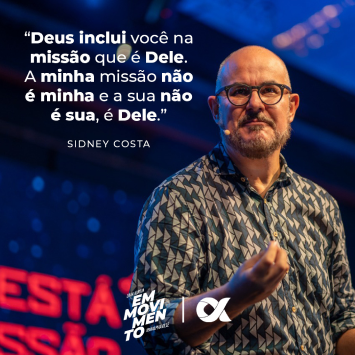 “Deus inclui você na
missão que é Dele.
A minha missão não
é minha e a sua não
é sua, é Dele.”
SIDNEY COSTA
ESTÁ
EM
MOVI
MEN
TO